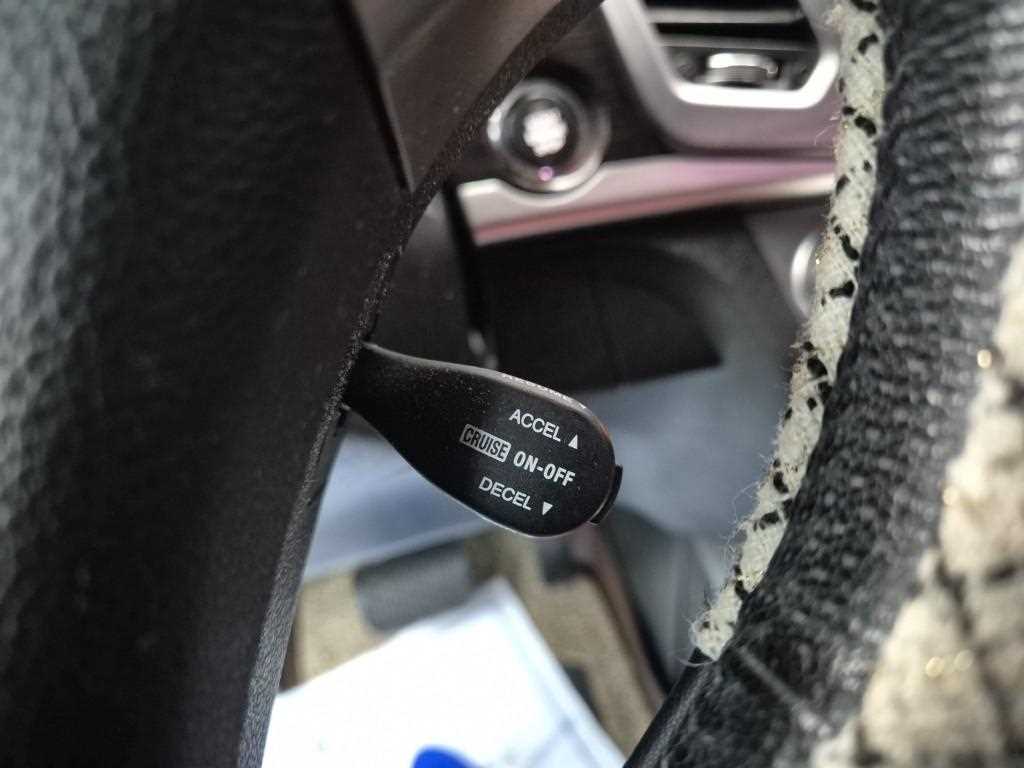 ACCEL ▲
CRUISE ON-OFF
DECEL ▼